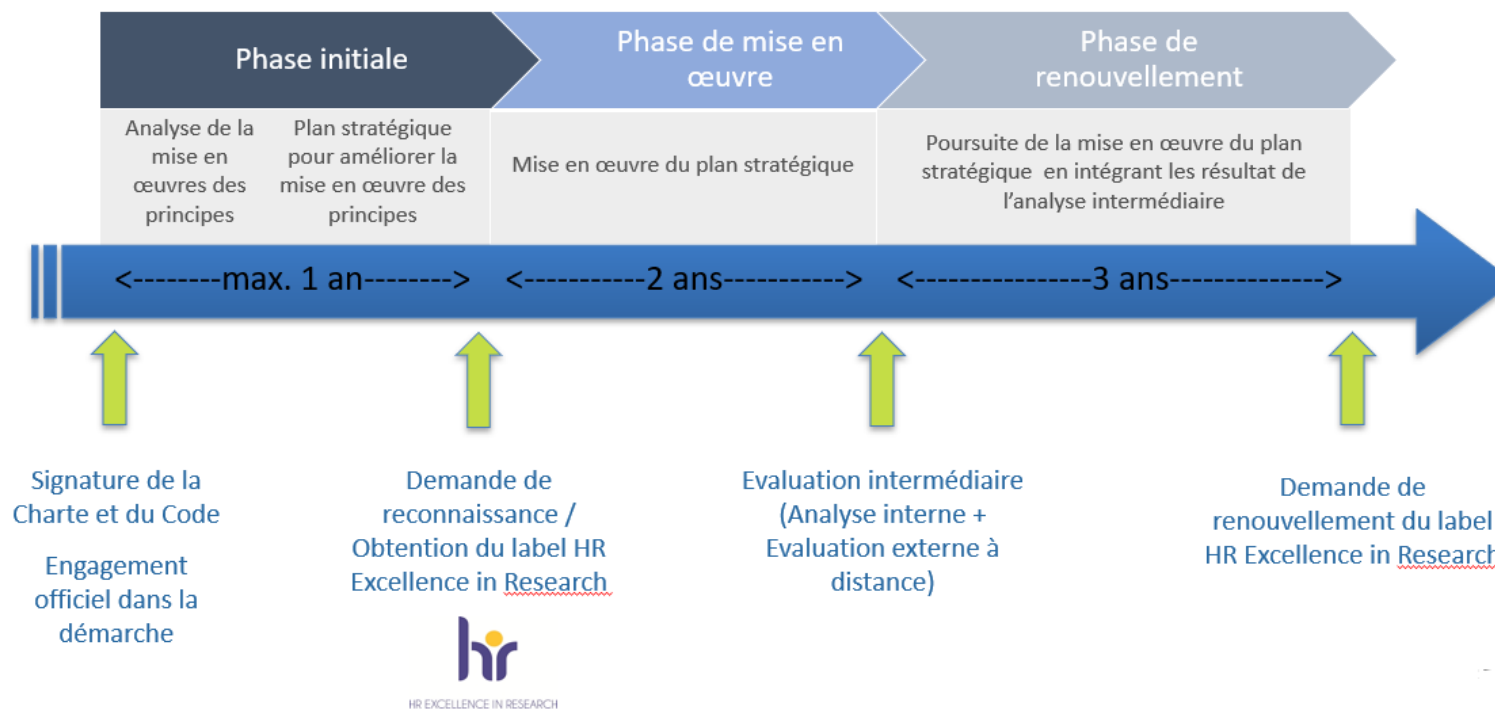 Phase initiale
Phase de mise en
œuvre
Phase de
renouvellement
Analyse de la
mise en
œuvres des
principes
Plan stratégique
pour améliorer la
mise en œuvre des
principes
Mise en œuvre du plan stratégique
Poursuite de la mise en œuvre du plan
stratégique en intégrant les résultat de
l'analyse intermédiaire
<--------max. 1 an-------->
<-----------2 ans----------->
<----------------3 ans-------------->
Signature de la
Charte et du Code
Engagement
officiel dans la
démarche
Demande de
reconnaissance /
Obtention du label HR
Excellence in Research
hr
HR EXCELLENCE IN RESEARCH
Evaluation intermédiaire
(Analyse interne +
Evaluation externe à
distance)
Demande de
renouvellement du label
HR Excellence in Research